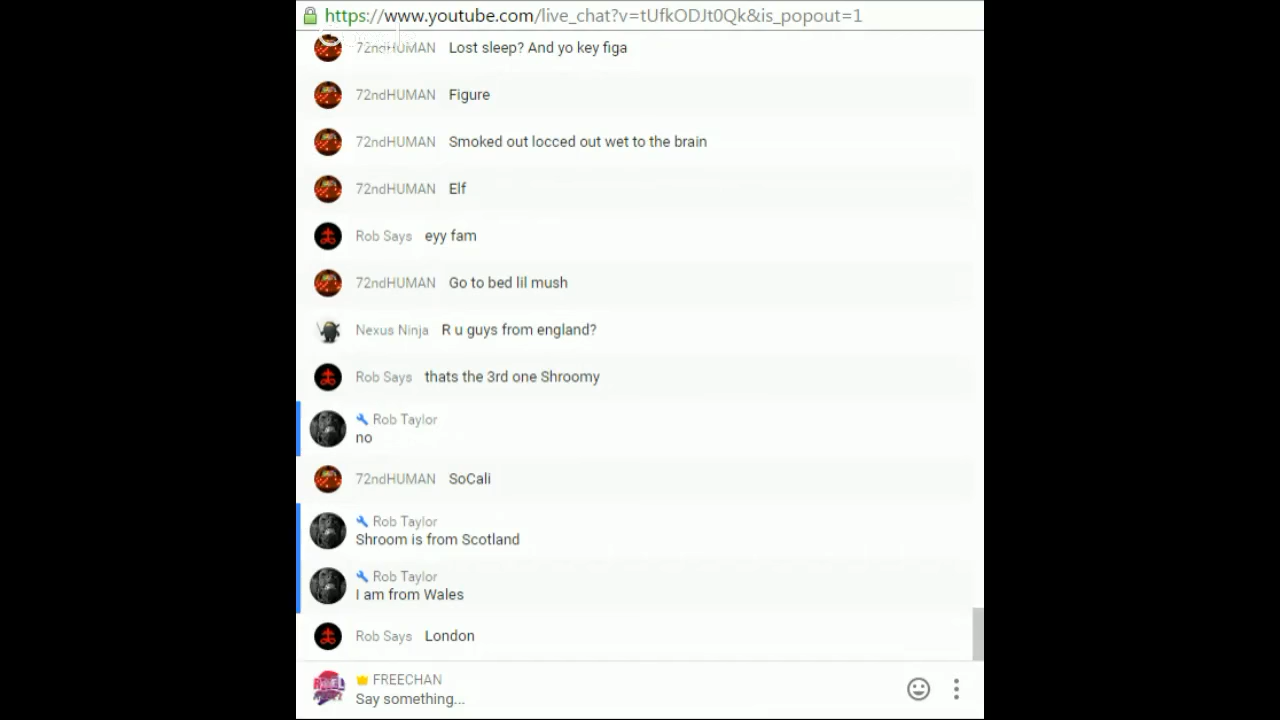 https://www.youtube.com/live_chat?v=tUfkODJt0Qk&is_popout=1
72ndHUMAN Lost sleep? And yo key figa
72ndHUMAN Figure
72ndHUMAN Smoked out locced out wet to the brain
72ndHUMAN Elf
Rob Says eyy fam
72ndHUMAN Go to bed lil mush
Nexus Ninja R u guys from england?
Rob Says thats the 3rd one Shroomy
Rob Taylor
no
72ndHUMAN SoCali
Rob Taylor
Shroom is from Scotland
Rob Taylor
I am from Wales
Rob Says London
FREECHAN
Say something...